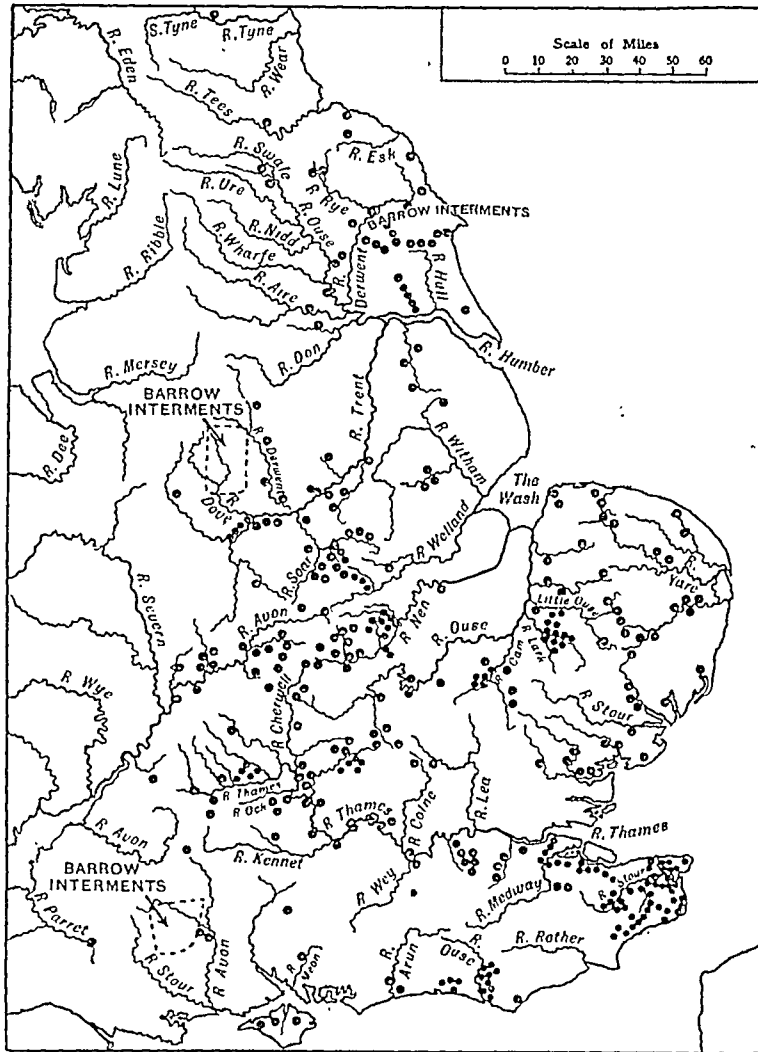 Scale of Miles
0 10 20 30 40 50 60
S. Tyne
R. Tyne
R. Eden
R. Wear
R. Tees
R. Esk
R. Swale
R. Lune
R. Ure
R. Rye
BARROW INTERMENTS
R. Ouse
R. Nidd
R. Ribble
R. Wharfe
R. Derwent
R. Hull
R. Aire
R. Don
R. Humber
R. Mersey
BARROW
INTERMENTS
R. Trent
R. Dee
R. Derwent
R. Witham
R. Dove
The
Wash
R. Welland
R. Soar
R. Yare
R. Severn
R. Avon
R. Nen
Little Ouse
R. Ouse
R. Lark
R. Cam
R. Wye
R. Cherwell
R. Stour
R. Thames
R. Ock
R. Thames
R. Colne
R. Lea
R. Avon
R. Thames
R. Kennet
BARROW
INTERMENTS
R. Wey
R. Medway
R. Stour
R. Parret
R. Rother
R. Arun
R. Ouse
R. Stour
R. Avon